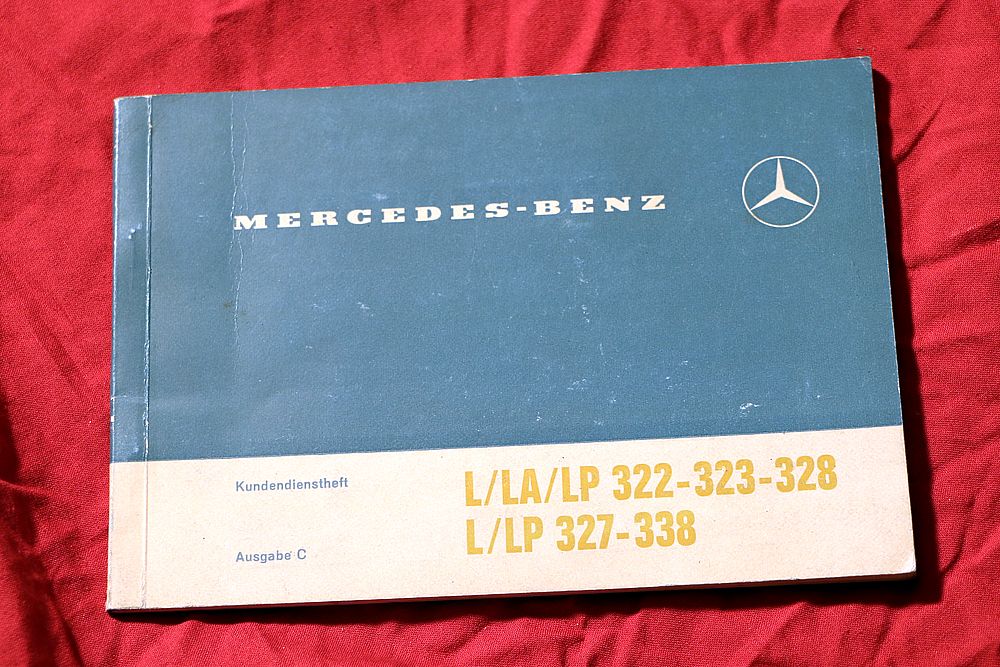 MERCEDES-BENZ
Kundendienstheft
Ausgabe C
L/LA/LP 322-323-328
L/LP 327-338